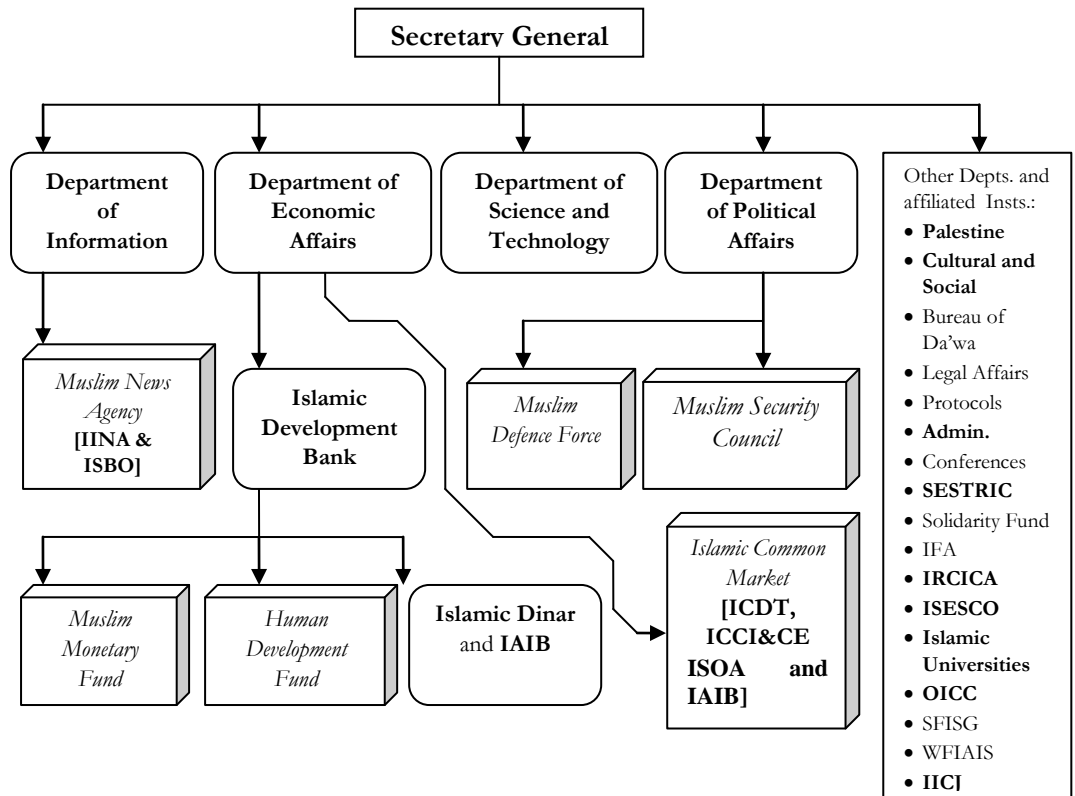 Secretary General
Department
of
Information
Department of
Economic
Affairs
Department of
Science and
Technology
Department
of Political
Affairs
Other Depts. and
affiliated Insts.:
• Palestine
• Cultural and
Social
• Bureau of
Da'wa
• Legal Affairs
• Protocols
• Admin.
• Conferences
• SESTRIC
• Solidarity Fund
• IFA
• IRCICA
• ISESCO
• Islamic
Universities
• OICC
• SFISG
• WFIAIS
• IICJ
Muslim News
Agency
[IINA &
ISBO]
Islamic
Development
Bank
Muslim
Defence Force
Muslim Security
Council
Muslim
Monetary
Fund
Human
Development
Fund
Islamic Dinar
and IAIB
Islamic Common
Market
[ICDT,
ICCI&CE
ISOA and
IAIB]